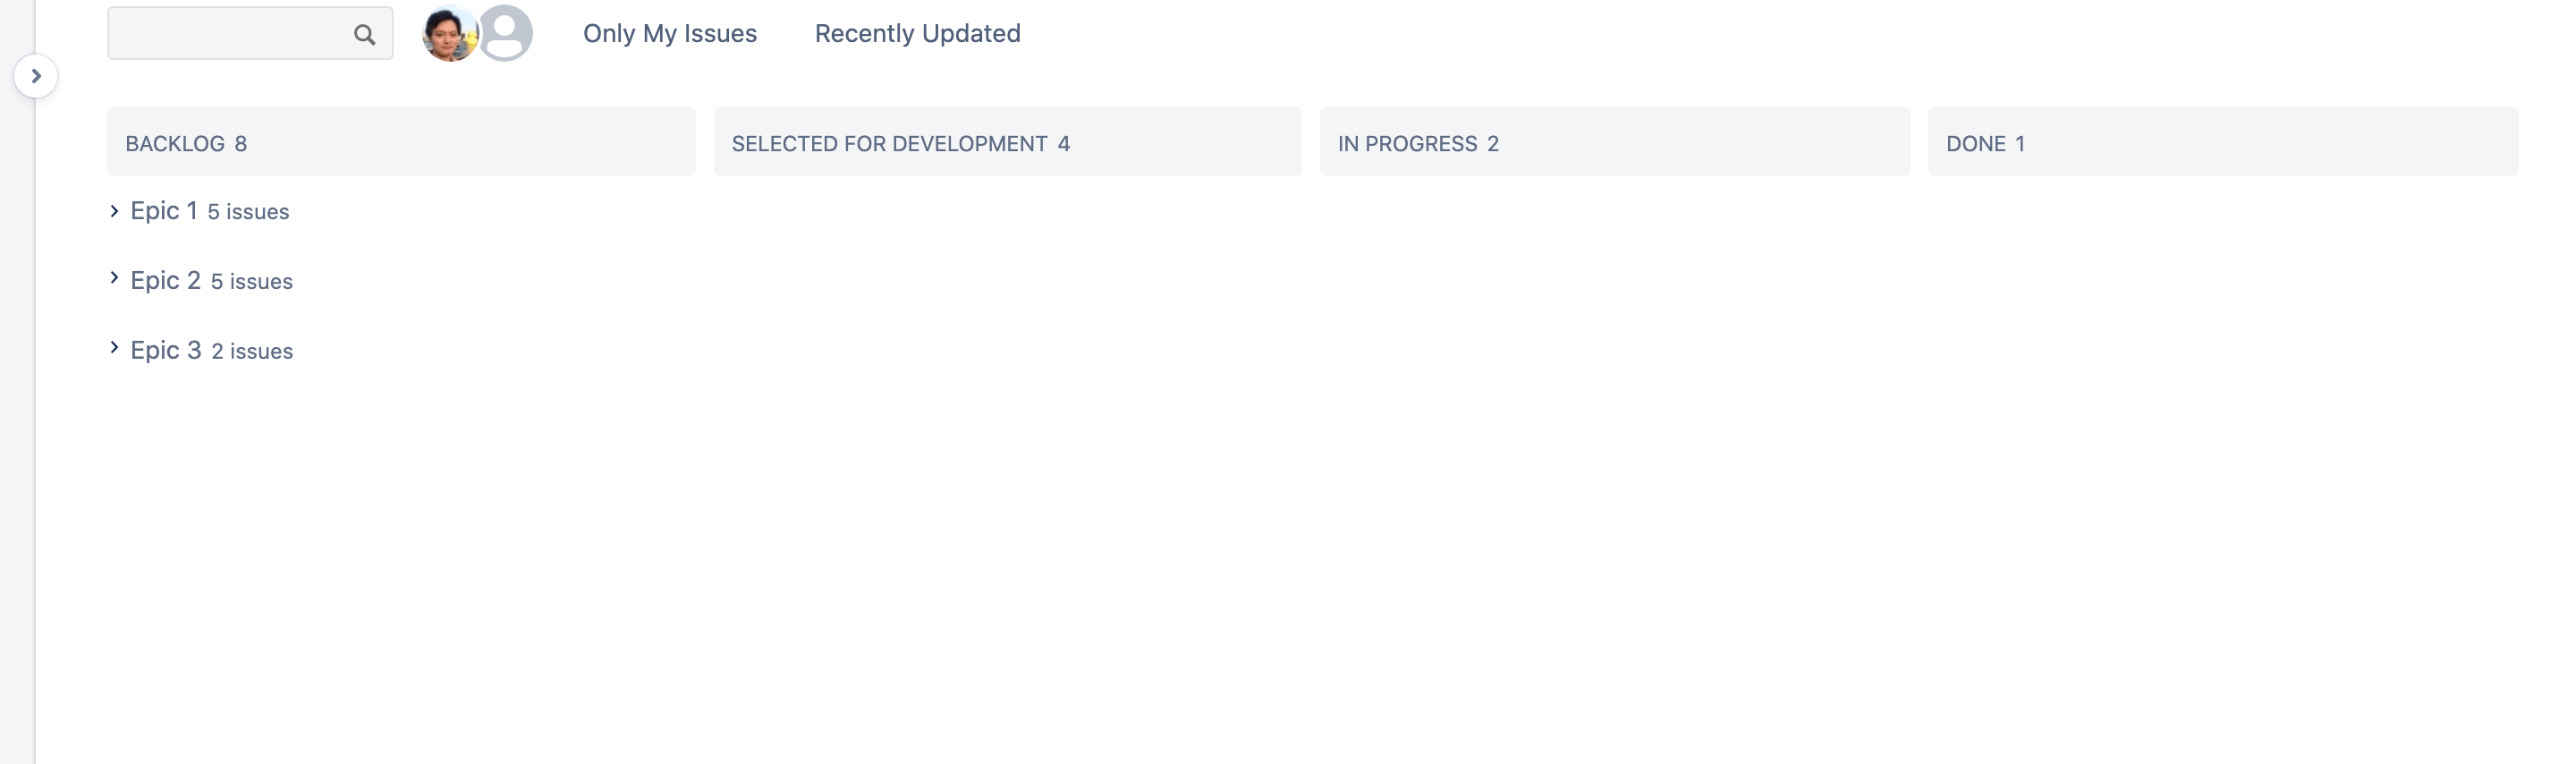 Only My Issues Recently Updated
BACKLOG 8 SELECTED FOR DEVELOPMENT 4 IN PROGRESS 2 DONE 1
Epic 1 5 issues
Epic 2 5 issues
Epic 3 2 issues